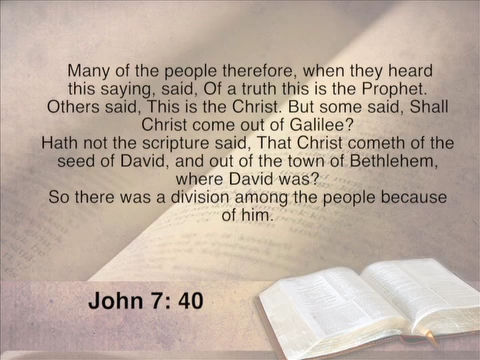 Many of the people therefore, when they heard
this saying, said, Of a truth this is the Prophet.
Others said, This is the Christ. But some said, Shall
Christ come out of Galilee?
Hath not the scripture said, That Christ cometh of the
seed of David, and out of the town of Bethlehem,
where David was?
So there was a division among the people because
of him.
John 7: 40